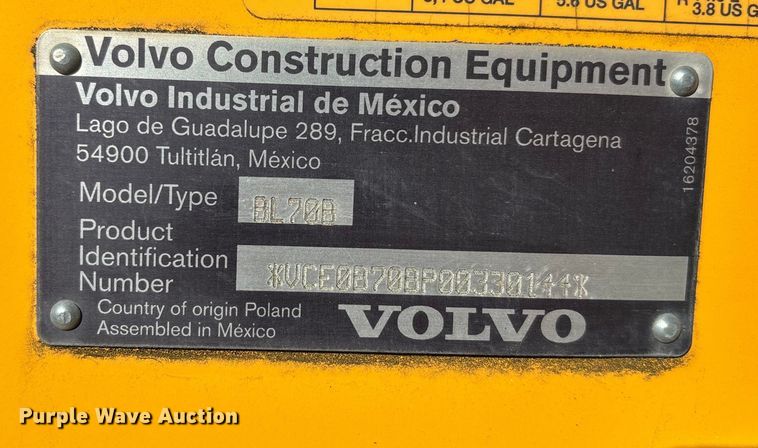 5.6 US GAL
3.8 US G
Volvo Construction Equipment
Volvo Industrial de México
Lago de Guadalupe 289, Fracc.Industrial Cartagena
54900 Tultitlán, México
16204378
Model/Type BL70B
Product
Identification
Number *VCE0B70BP00330144*
Country of origin Poland
Assembled in México
VOLVO
Purple Wave Auction